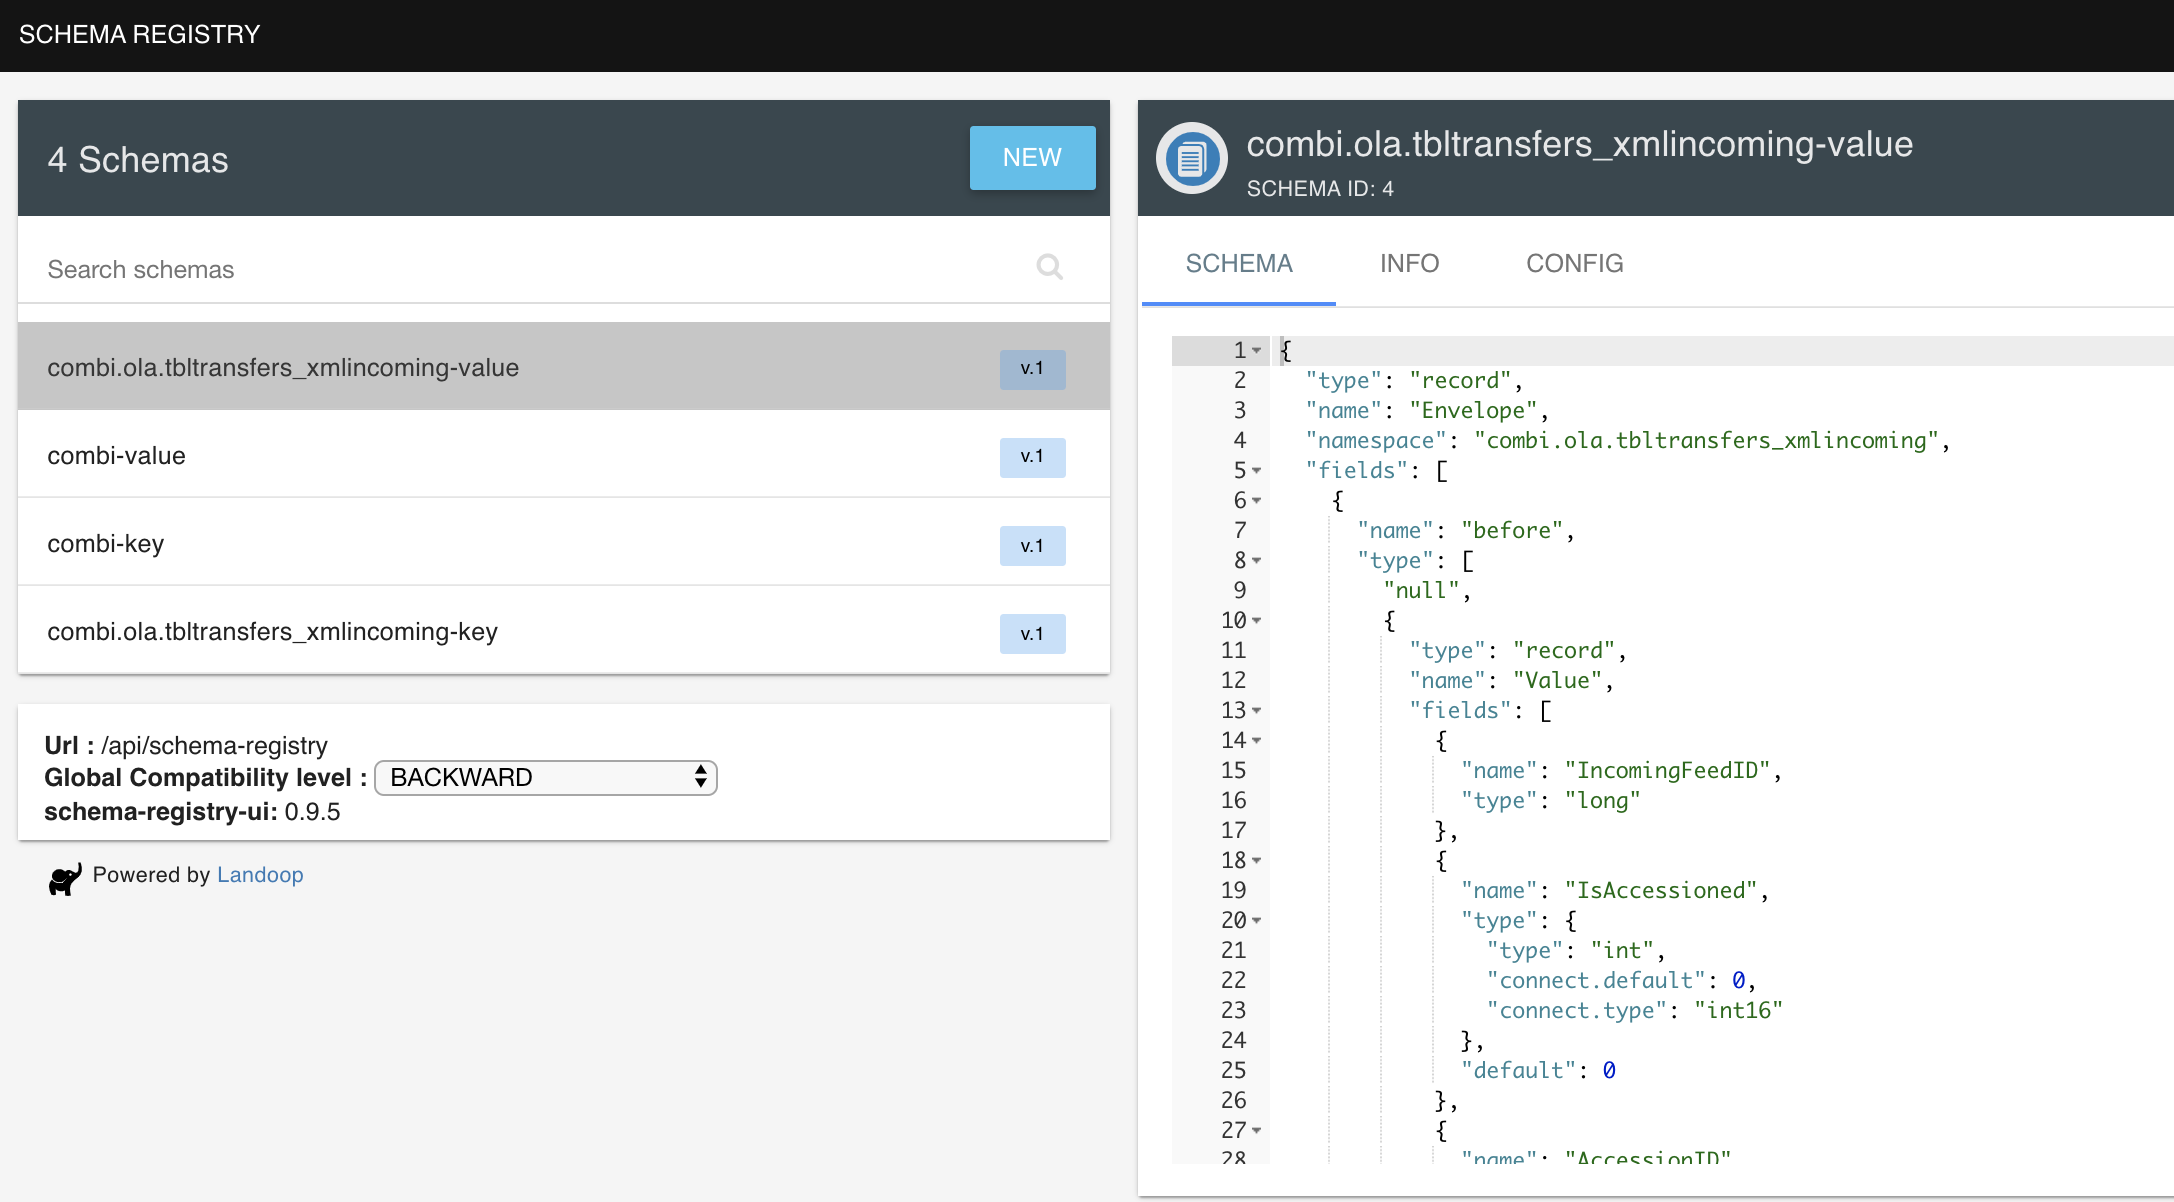 SCHEMA REGISTRY
4 Schemas
NEW
Search schemas
combi.ola.tbltransfers_xmlincoming-value
v.1
combi-value
v.1
combi-key
v.1
combi.ola.tbltransfers_xmlincoming-key
v.1
Url : /api/schema-registry
Global Compatibility level : BACKWARD
schema-registry-ui: 0.9.5
Powered by Landoop
combi.ola.tbltransfers_xmlincoming-value
SCHEMA ID: 4
SCHEMA INFO CONFIG
1 {
2 "type": "record",
3 "name": "Envelope",
4 "namespace": "combi.ola.tbltransfers_xmlincoming",
5 "fields": [
6 {
7 "name": "before",
8 "type": [
9 "null",
10 {
11 "type": "record",
12 "name": "Value",
13 "fields": [
14 {
15 "name": "IncomingFeedID",
16 "type": "long"
17 },
18 {
19 "name": "IsAccessioned",
20 "type": {
21 "type": "int",
22 "connect.default": 0,
23 "connect.type": "int16"
24 },
25 "default": 0
26 },
27 {
28 "name": "AccessionID"